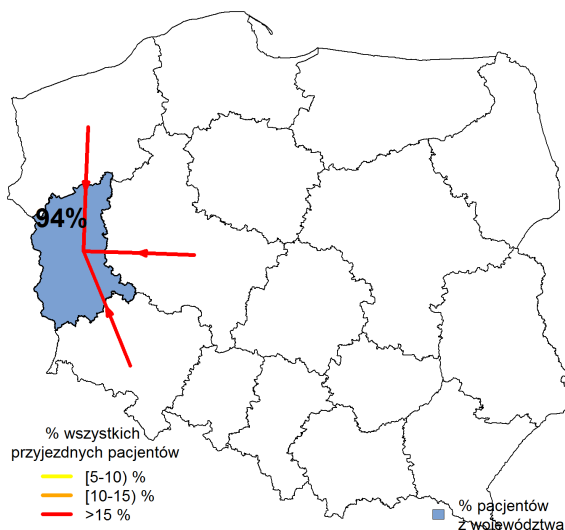 94%
% wszystkich
przyjezdnych pacjentów
[5-10) %
[10-15) %
>15 %
% pacjentów
z województwa